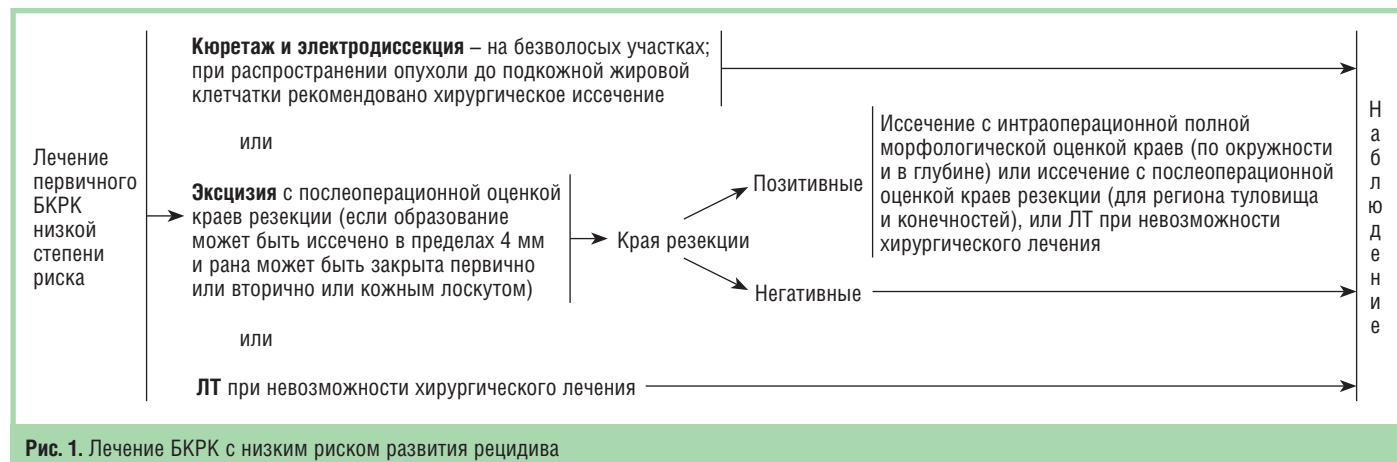 Лечение
первичного
БКРК
низкой
степени
риска
Кюретаж и электродиссекция – на безволосых участках;
при распространении опухоли до подкожной жировой
клетчатки рекомендовано хирургическое иссечение
или
Эксцизия с послеоперационной оценкой
краев резекции (если образование
может быть иссечено в пределах 4 мм
и рана может быть закрыта первично
или вторично или кожным лоскутом)
или
ЛТ при невозможности хирургического лечения
Края резекции
Позитивные
Негативные
Иссечение с интраоперационной полной
морфологической оценкой краев (по окружности
и в глубине) или иссечение с послеоперационной
оценкой краев резекции (для региона туловища
и конечностей), или ЛТ при невозможности
хирургического лечения
Наблюдение
Рис. 1. Лечение БКРК с низким риском развития рецидива